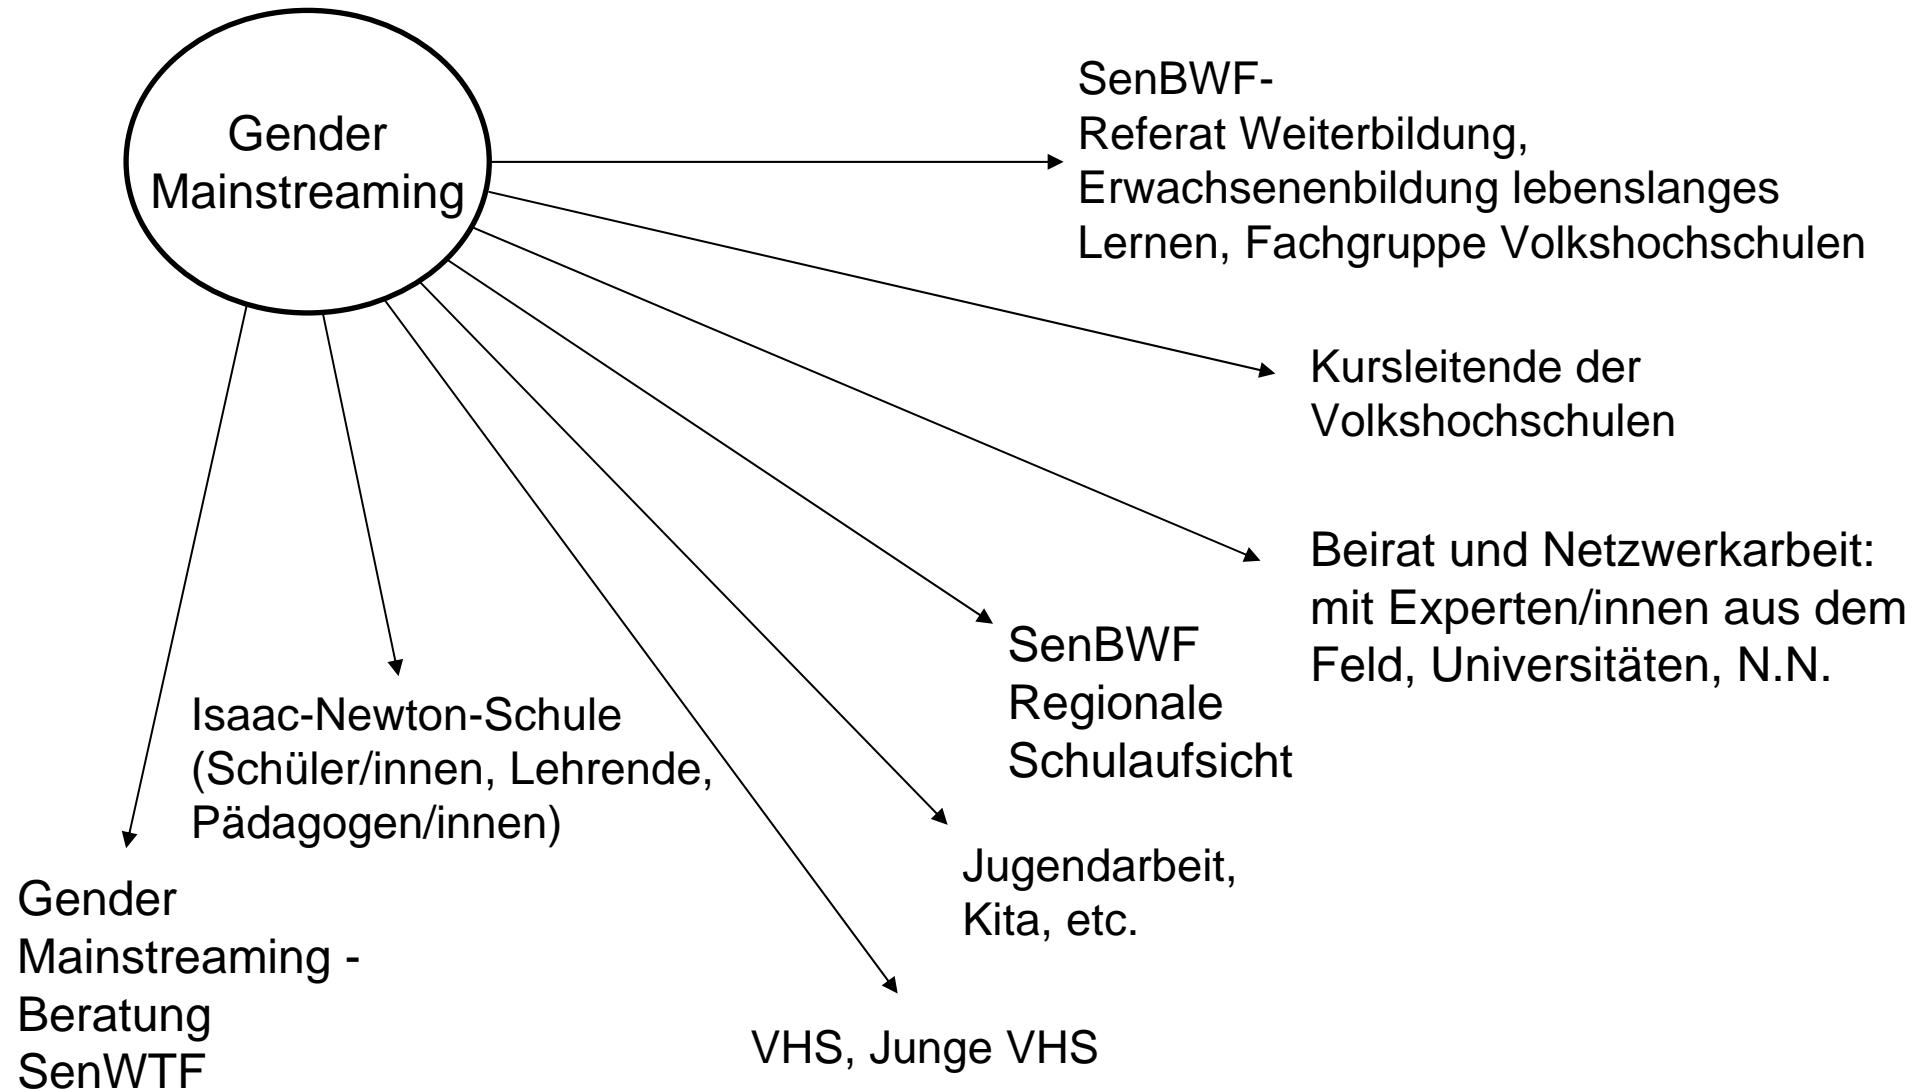 Gender
Mainstreaming
SenBWF-
Referat Weiterbildung,
Erwachsenenbildung lebenslanges
Lernen, Fachgruppe Volkshochschulen
Kursleitende der
Volkshochschulen
Beirat und Netzwerkarbeit:
mit Experten/innen aus dem
Feld, Universitäten, N.N.
SenBWF
Regionale
Schulaufsicht
Jugendarbeit,
Kita, etc.
VHS, Junge VHS
Isaac-Newton-Schule
(Schüler/innen, Lehrende,
Pädagogen/innen)
Gender
Mainstreaming -
Beratung
SenWTF